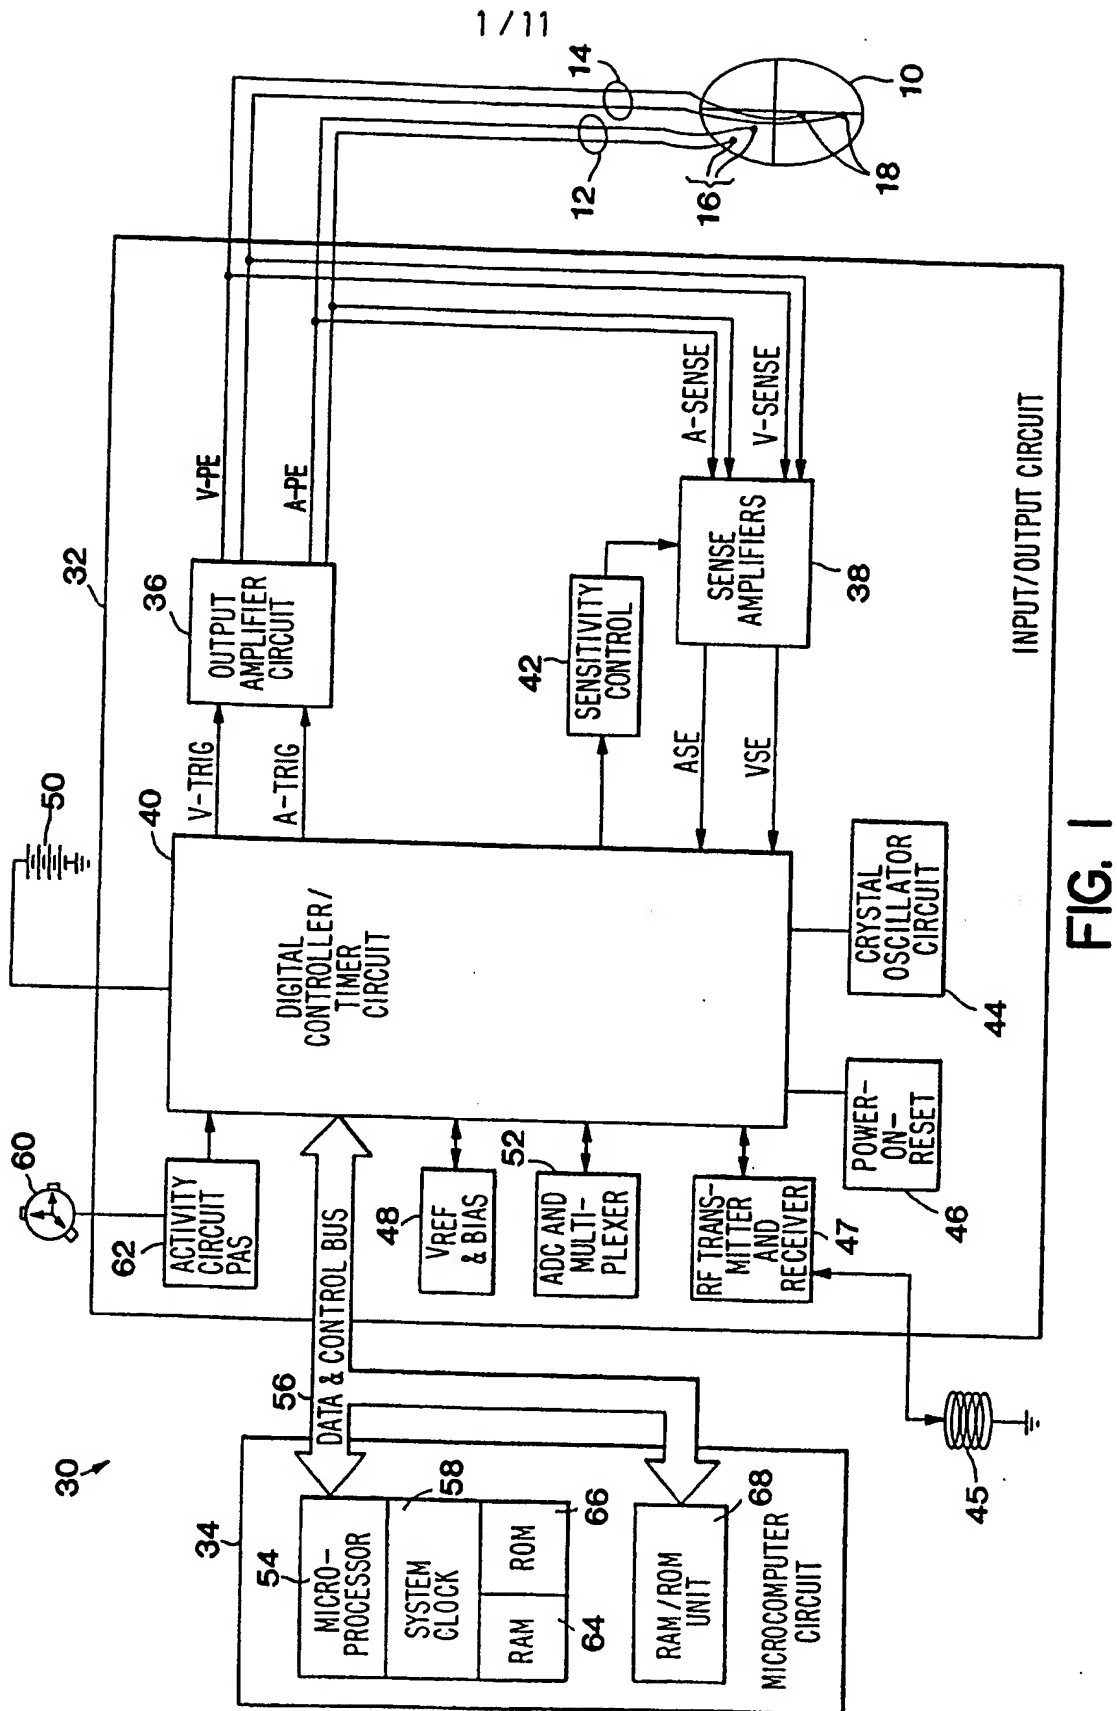 1 / 11
30
34
54
MICRO-
PROCESSOR
58
SYSTEM
CLOCK
RAM
ROM
64
66
RAM/ROM
UNIT
68
MICROCOMPUTER
CIRCUIT
56
DATA & CONTROL BUS
45
60
62
ACTIVITY
CIRCUIT
PAS
48
VREF
& BIAS
52
ADC AND
MULTI-
PLEXER
RF TRANS-
MITTER
AND
RECEIVER
47
POWER-
ON-
RESET
46
CRYSTAL
OSCILLATOR
CIRCUIT
44
50
40
DIGITAL
CONTROLLER/
TIMER
CIRCUIT
V-TRIG
A-TRIG
32
36
OUTPUT
AMPLIFIER
CIRCUIT
V-PE
A-PE
42
SENSITIVITY
CONTROL
ASE
VSE
SENSE
AMPLIFIERS
38
A-SENSE
V-SENSE
INPUT/OUTPUT CIRCUIT
12
14
16
18
10
FIG. 1